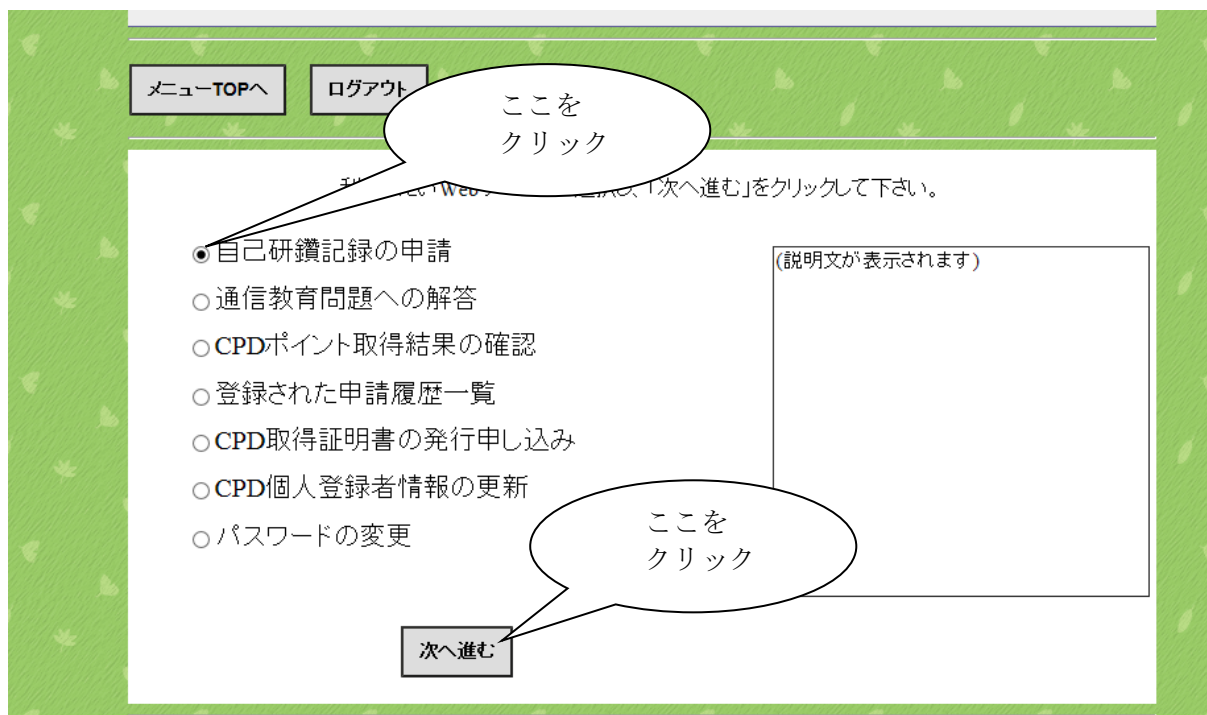 メニューTOPへ
ログアウト
ここを
クリック
Web 「次へ進む」をクリックして下さい。
自己研鑽記録の申請
(説明文が表示されます)
通信教育問題への解答
CPDポイント取得結果の確認
登録された申請履歴一覧
CPD取得証明書の発行申し込み
CPD個人登録者情報の更新
パスワードの変更
ここを
クリック
次へ進む